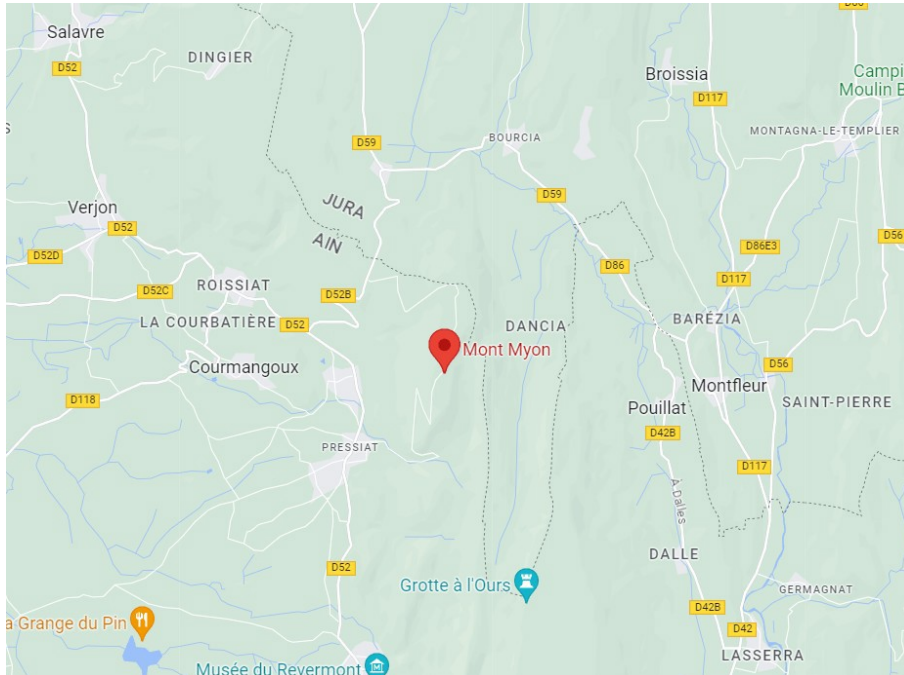 Salavre
D52
DINGIER
Broissia
Campi
Moulin B
D117
MONTAGNA-LE-TEMPLIER
BOURCIA
D59
D59
JURA
AIN
Verjon
D52
D52D
D56
D86E3
D86
D117
ROISSIAT
D52C
D52B
LA COURBATIÈRE
D52
DANCIA
BARÉZIA
Mont Myon
Courmangoux
D56
Montfleur
SAINT-PIERRE
D118
Pouillat
D42B
PRESSIAT
D117
À-Dalles
DALLE
D52
Grotte à l'Ours
GERMAGNAT
D42B
a Grange du Pin
D42
LASSERRA
Musée du Revermont